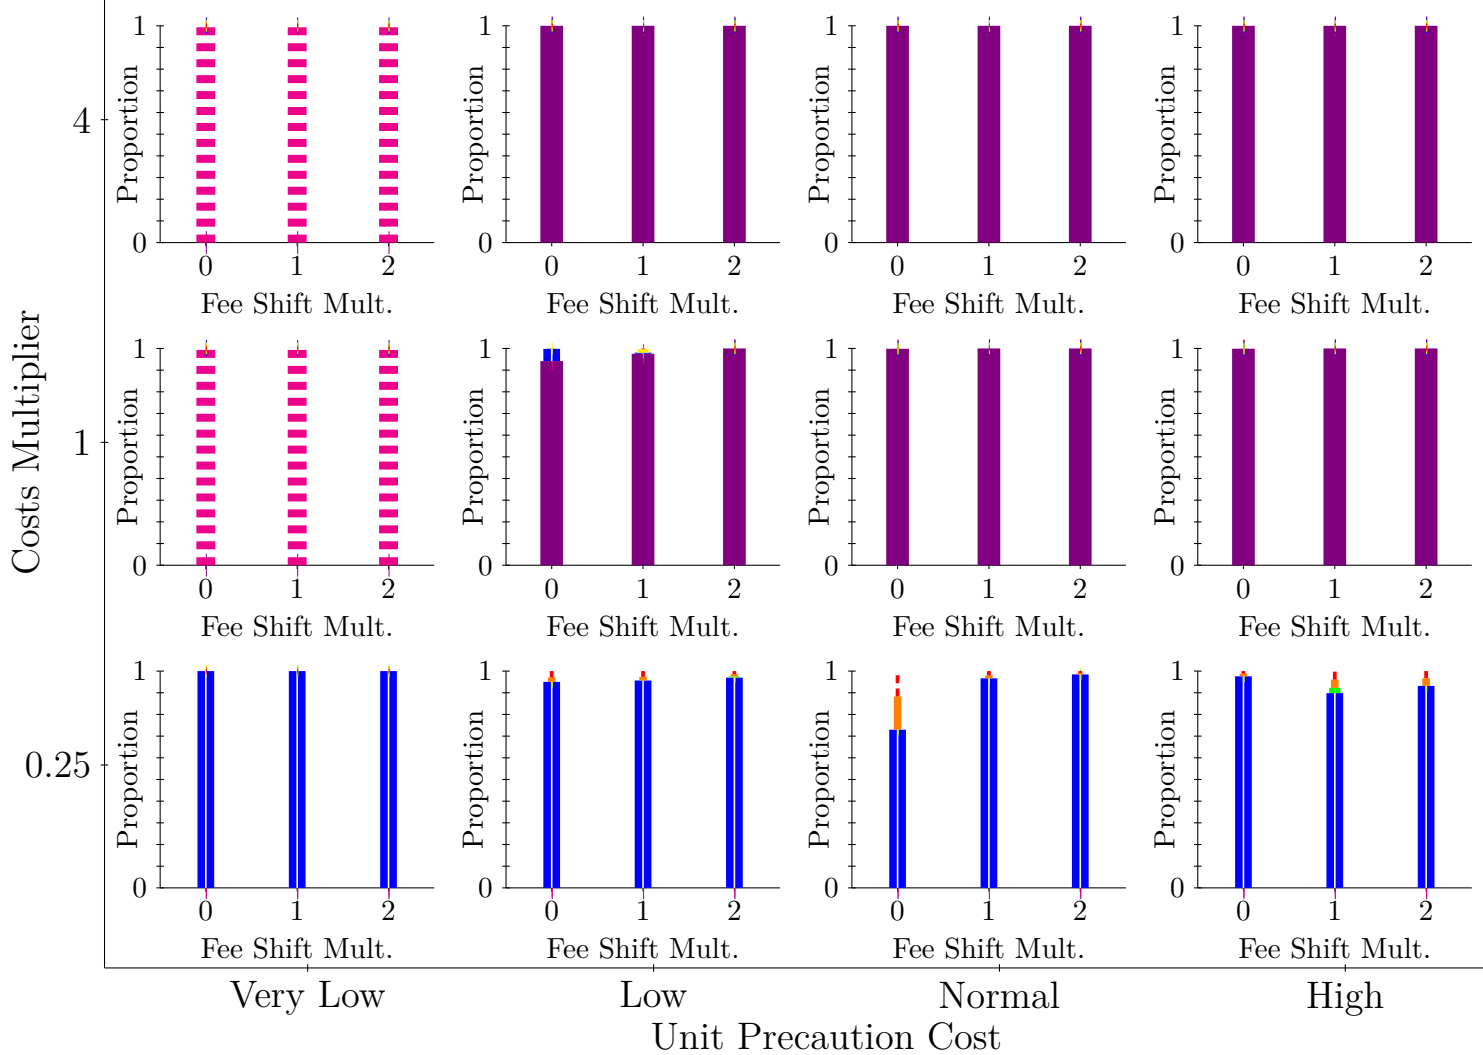 Costs Multiplier
4
1
Proportion
0
0 1 2
Fee Shift Mult.
1
Proportion
0
0 1 2
Fee Shift Mult.
1
Proportion
0
0 1 2
Fee Shift Mult.
1
Proportion
0
0 1 2
Fee Shift Mult.
1
1
Proportion
0
0 1 2
Fee Shift Mult.
1
Proportion
0
0 1 2
Fee Shift Mult.
1
Proportion
0
0 1 2
Fee Shift Mult.
1
Proportion
0
0 1 2
Fee Shift Mult.
0.25
1
Proportion
0
0 1 2
Fee Shift Mult.
1
Proportion
0
0 1 2
Fee Shift Mult.
1
Proportion
0
0 1 2
Fee Shift Mult.
1
Proportion
0
0 1 2
Fee Shift Mult.
Very Low Low Normal High
Unit Precaution Cost